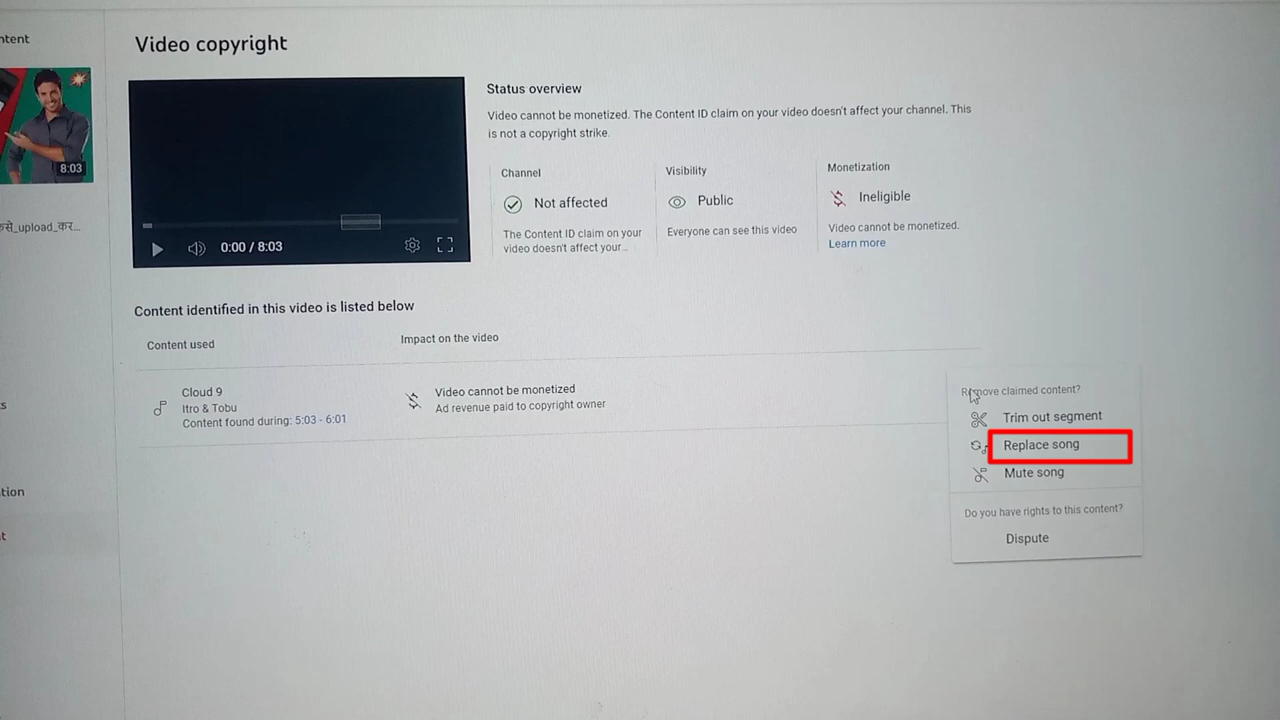 ntent
Video copyright
8:03
से_upload_कर...
s
tion
t
0:00 / 8:03
Status overview
Video cannot be monetized. The Content ID claim on your video doesn't affect your channel. This
is not a copyright strike.
Channel
Not affected
The Content ID claim on your
video doesn't affect your...
Visibility
Public
Everyone can see this video
Monetization
Ineligible
Video cannot be monetized.
Learn more
Content identified in this video is listed below
Content used
Impact on the video
Cloud 9
Itro & Tobu
Content found during: 5:03 - 6:01
Video cannot be monetized
Ad revenue paid to copyright owner
Remove claimed content?
Trim out segment
Replace song
Mute song
Do you have rights to this content?
Dispute